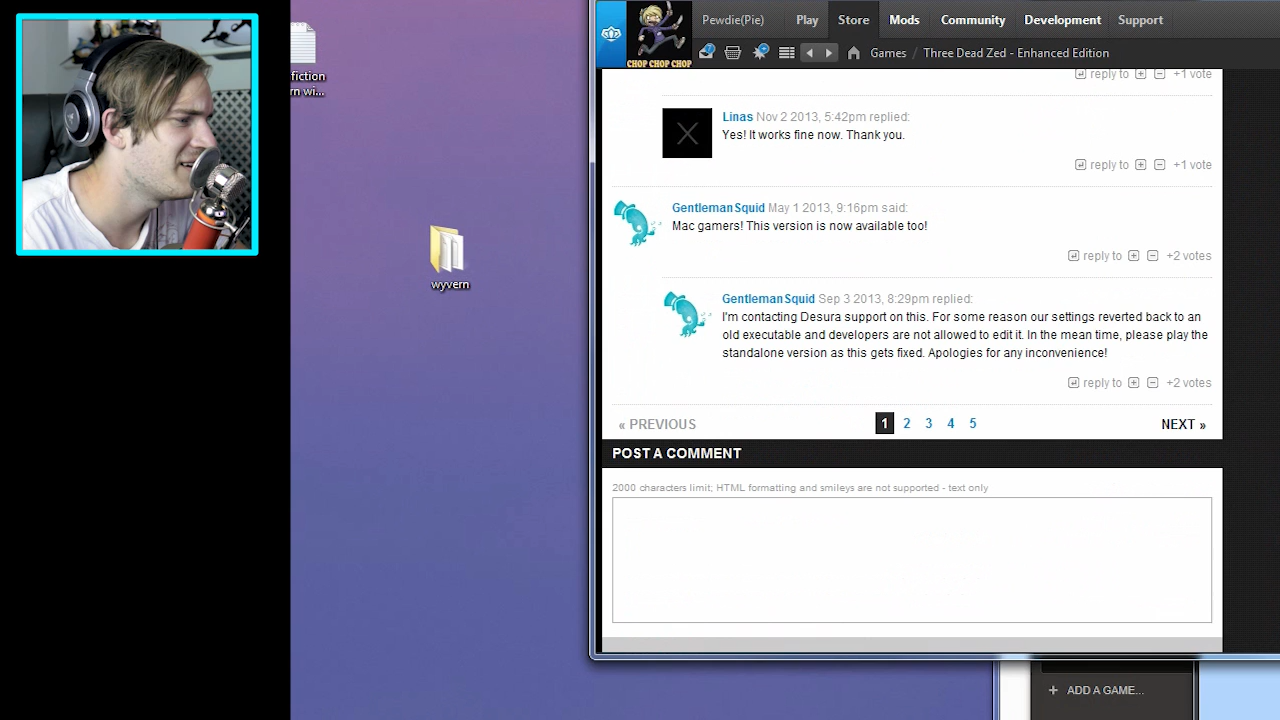 fiction
rn wi...
wyvern
CHOP CHOP CHOP
Pewdie(Pie) Play Store Mods Community Development Support
Games / Three Dead Zed - Enhanced Edition
reply to +1 vote
Linas Nov 2 2013, 5:42pm replied:
Yes! It works fine now. Thank you.
reply to +1 vote
GentlemanSquid May 1 2013, 9:16pm said:
Mac gamers! This version is now available too!
reply to +2 votes
GentlemanSquid Sep 3 2013, 8:29pm replied:
I'm contacting Desura support on this. For some reason our settings reverted back to an
old executable and developers are not allowed to edit it. In the mean time, please play the
standalone version as this gets fixed. Apologies for any inconvenience!
reply to +2 votes
« PREVIOUS 1 2 3 4 5 NEXT »
POST A COMMENT
2000 characters limit; HTML formatting and smileys are not supported - text only
+ ADD A GAME...